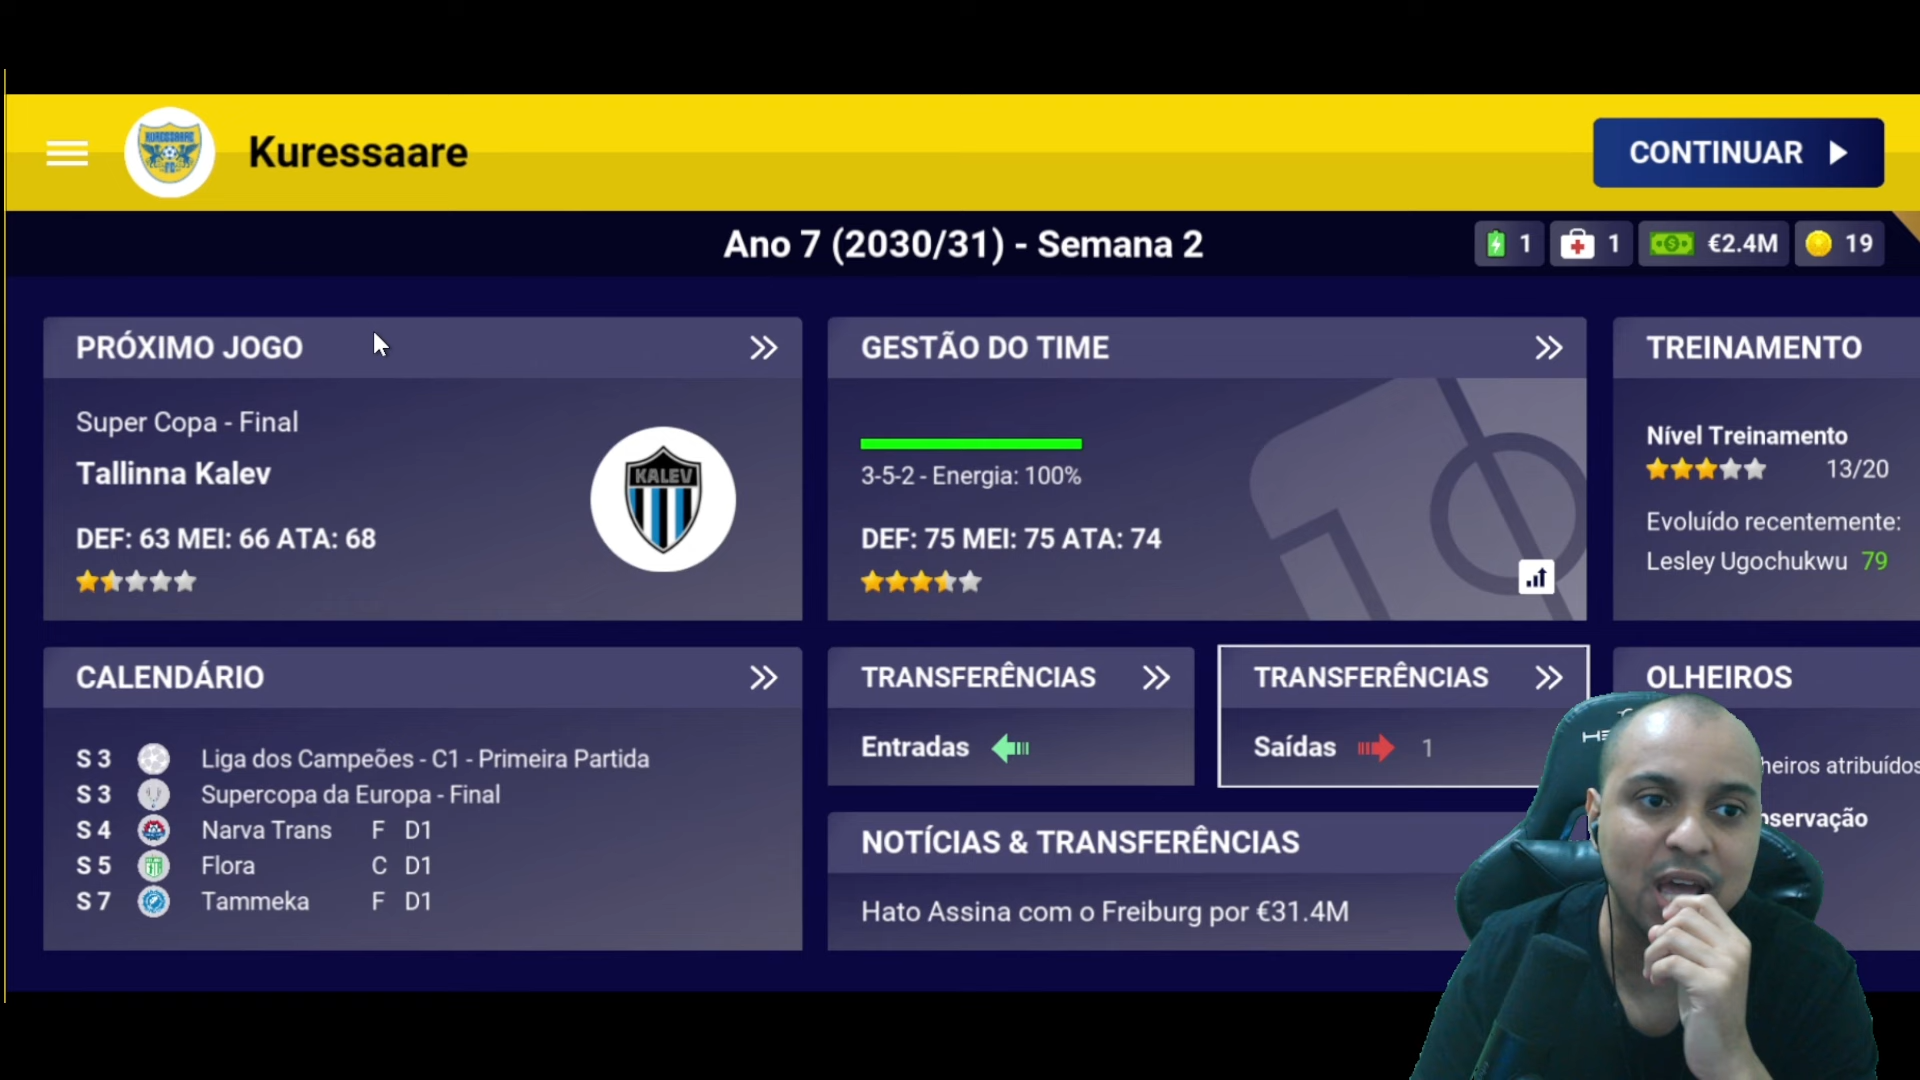 Kuressaare
CONTINUAR
Ano 7 (2030/31) - Semana 2
1
1
€2.4M
19
PRÓXIMO JOGO
Super Copa - Final
Tallinna Kalev
DEF: 63 MEI: 66 ATA: 68
KALEV
GESTÃO DO TIME
3-5-2 - Energia: 100%
DEF: 75 MEI: 75 ATA: 74
TREINAMENTO
Nível Treinamento
13/20
Evoluído recentemente:
Lesley Ugochukwu 79
CALENDÁRIO
S 3 Liga dos Campeões - C1 - Primeira Partida
S 3 Supercopa da Europa - Final
S 4 Narva Trans F D1
S 5 Flora C D1
S 7 Tammeka F D1
TRANSFERÊNCIAS
Entradas
TRANSFERÊNCIAS
Saídas 1
NOTÍCIAS & TRANSFERÊNCIAS
Hato Assina com o Freiburg por €31.4M
OLHEIROS
heiros atribuídos
nservação